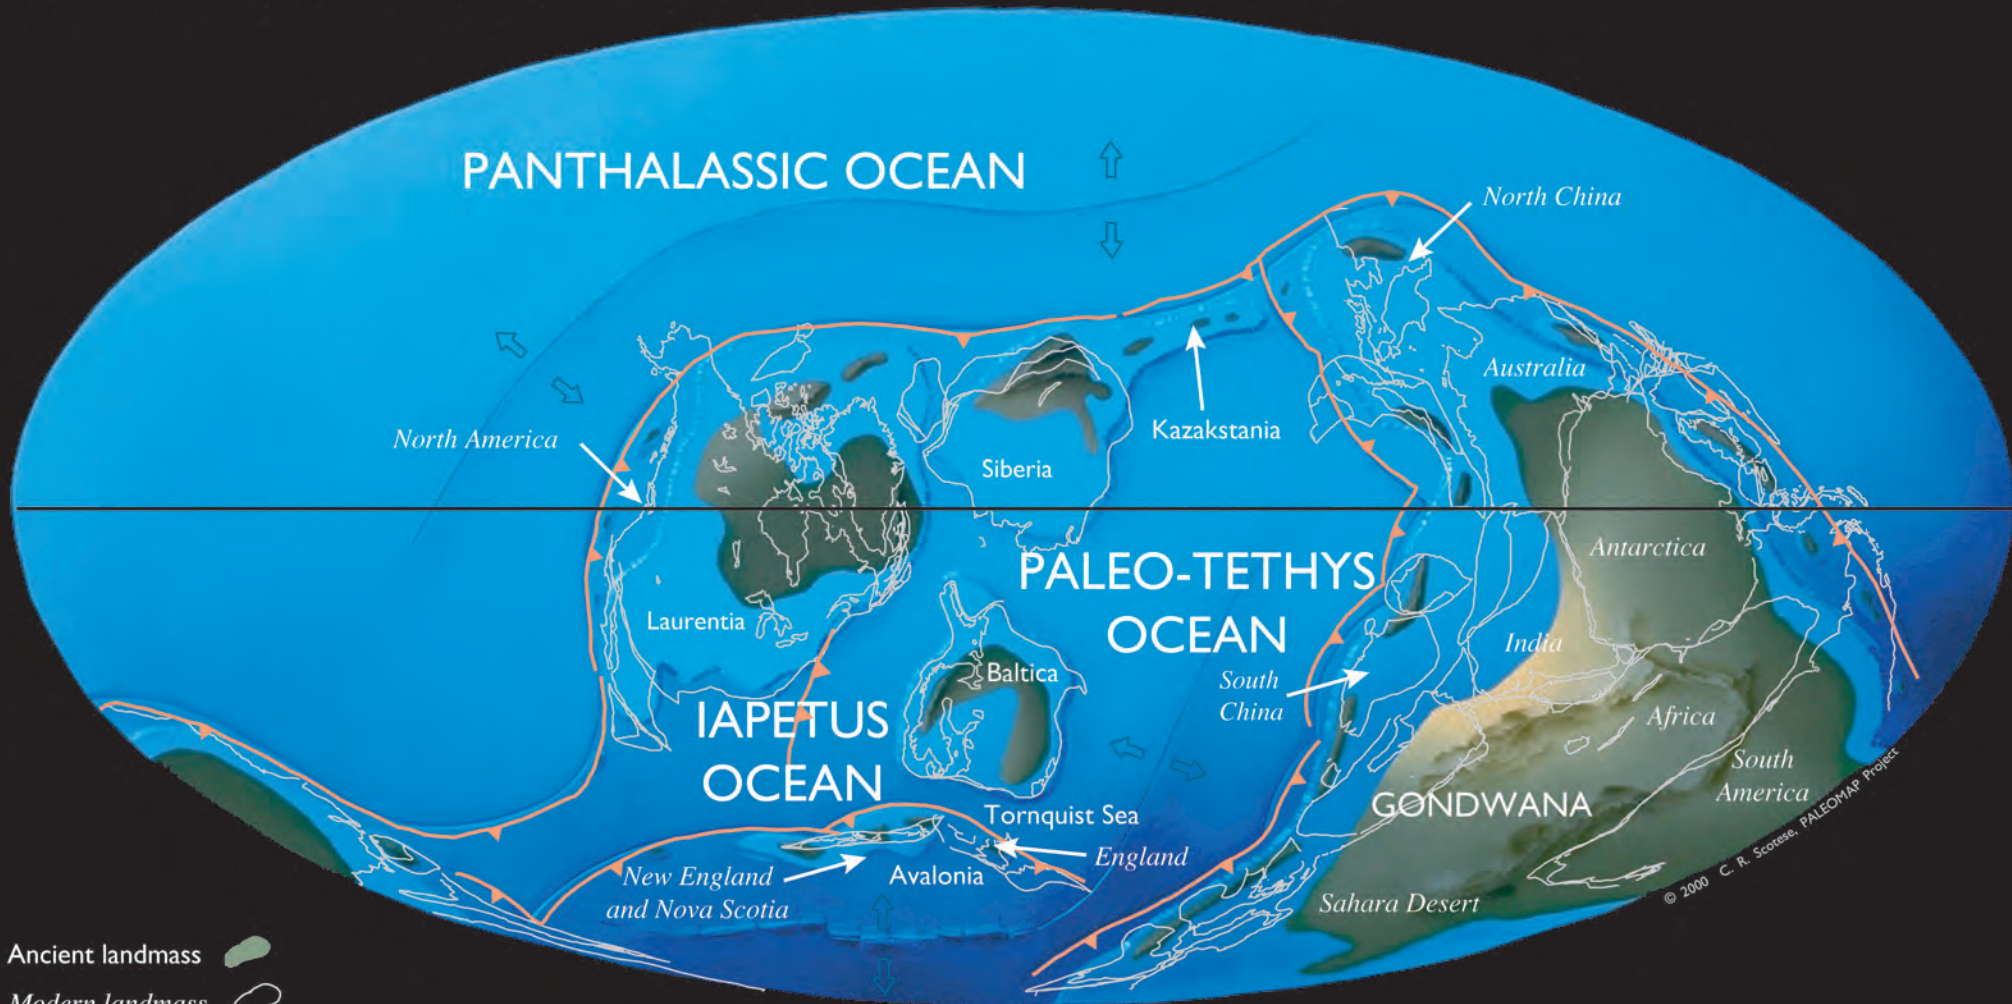 PANTHALASSIC OCEAN
North China
Australia
North America
Kazakstania
Siberia
Antarctica
PALEO-TETHYS
OCEAN
Laurentia
India
Baltica
South
China
IAPETUS
OCEAN
Africa
South
America
GONDWANA
Tornquist Sea
England
New England
and Nova Scotia
Avalonia
Sahara Desert
© 2000 C. R. Scotese, PALEOMAP Project
Ancient landmass
Modern landmass